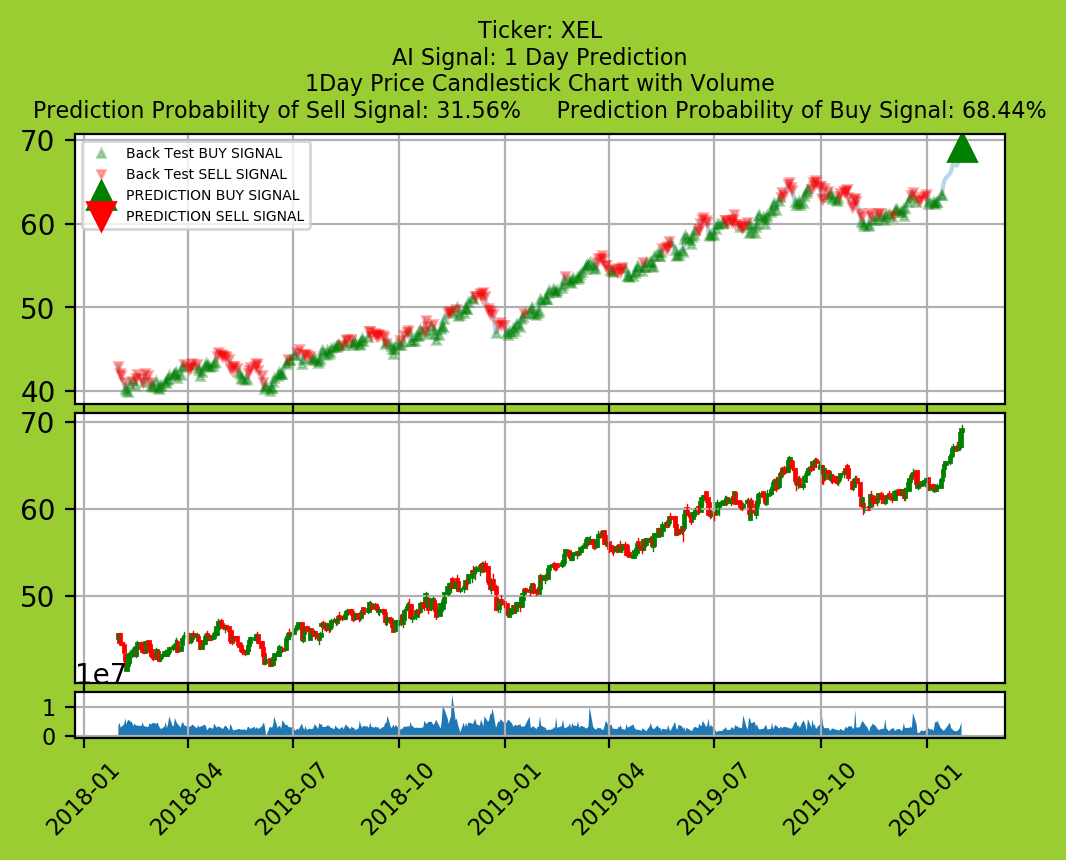 Ticker: XEL
AI Signal: 1 Day Prediction
1Day Price Candlestick Chart with Volume
Prediction Probability of Sell Signal: 31.56% Prediction Probability of Buy Signal: 68.44%
70
60
50
40
Back Test BUY SIGNAL
Back Test SELL SIGNAL
PREDICTION BUY SIGNAL
PREDICTION SELL SIGNAL
70
60
50
1e7
1
0
2018-01
2018-04
2018-07
2018-10
2019-01
2019-04
2019-07
2019-10
2020-01